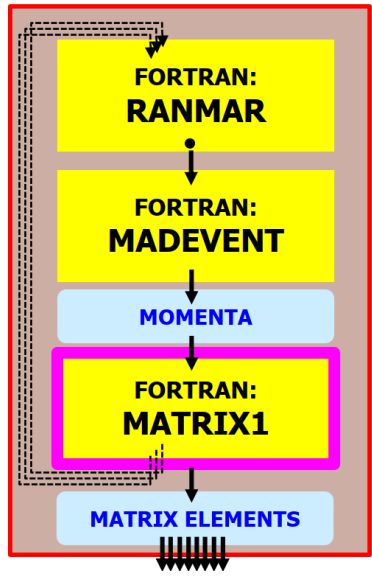 FORTRAN:
RANMAR
FORTRAN:
MADEVENT
MOMENTA
FORTRAN:
MATRIX1
MATRIX ELEMENTS